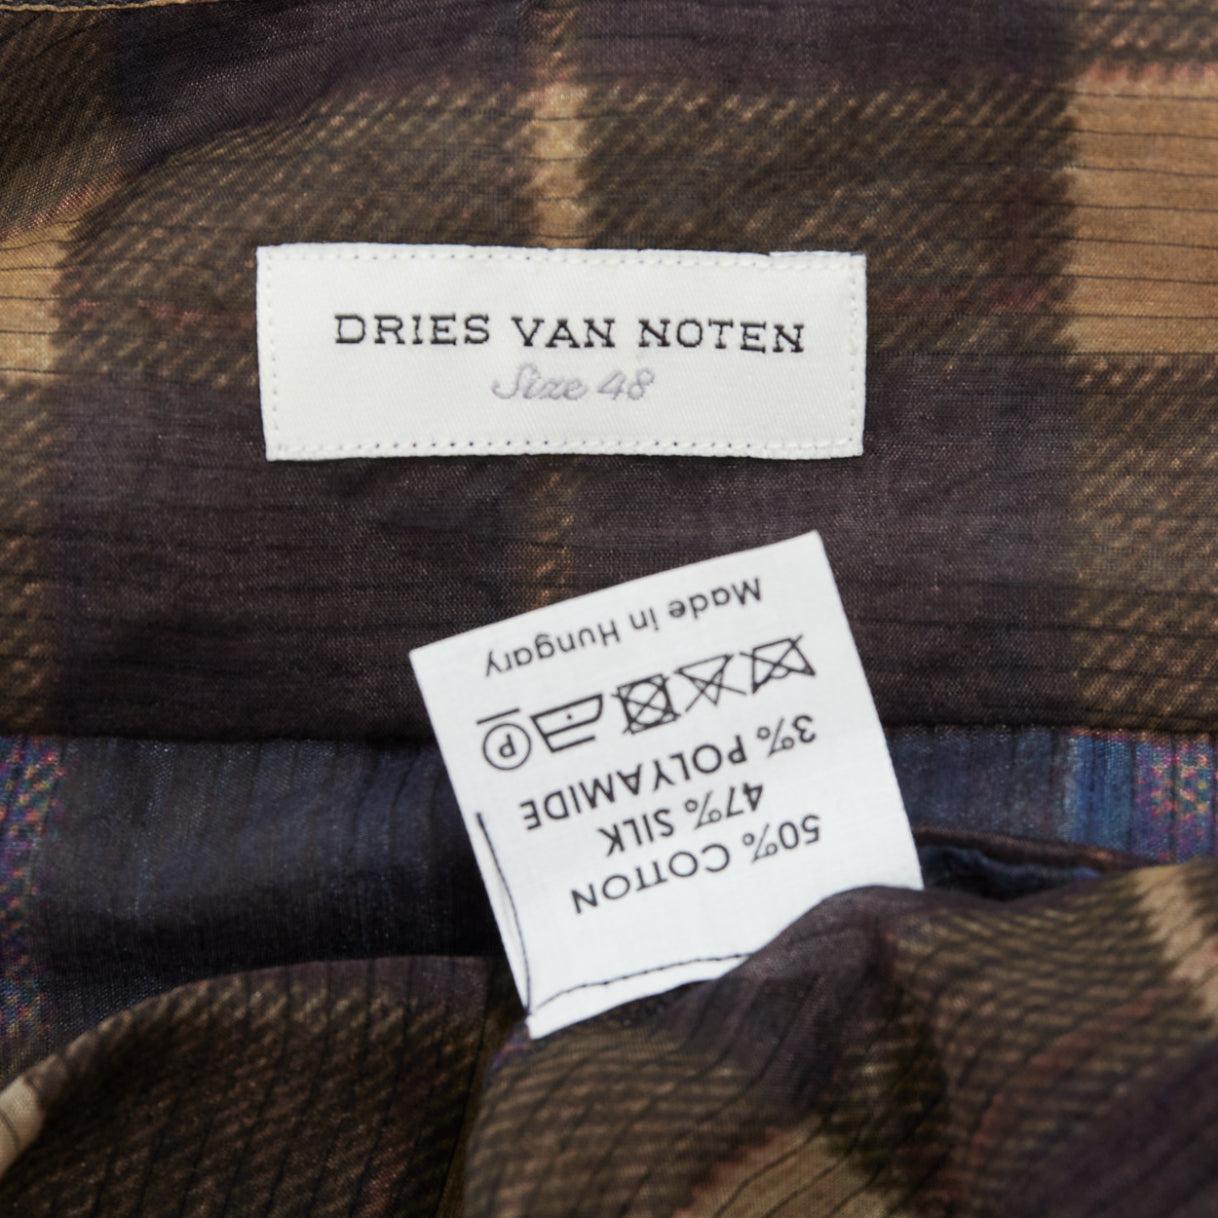 DRIES VAN NOTEN
Size 48
50% COTTON
47% SILK
3% POLYAMIDE
P
Made in Hungary